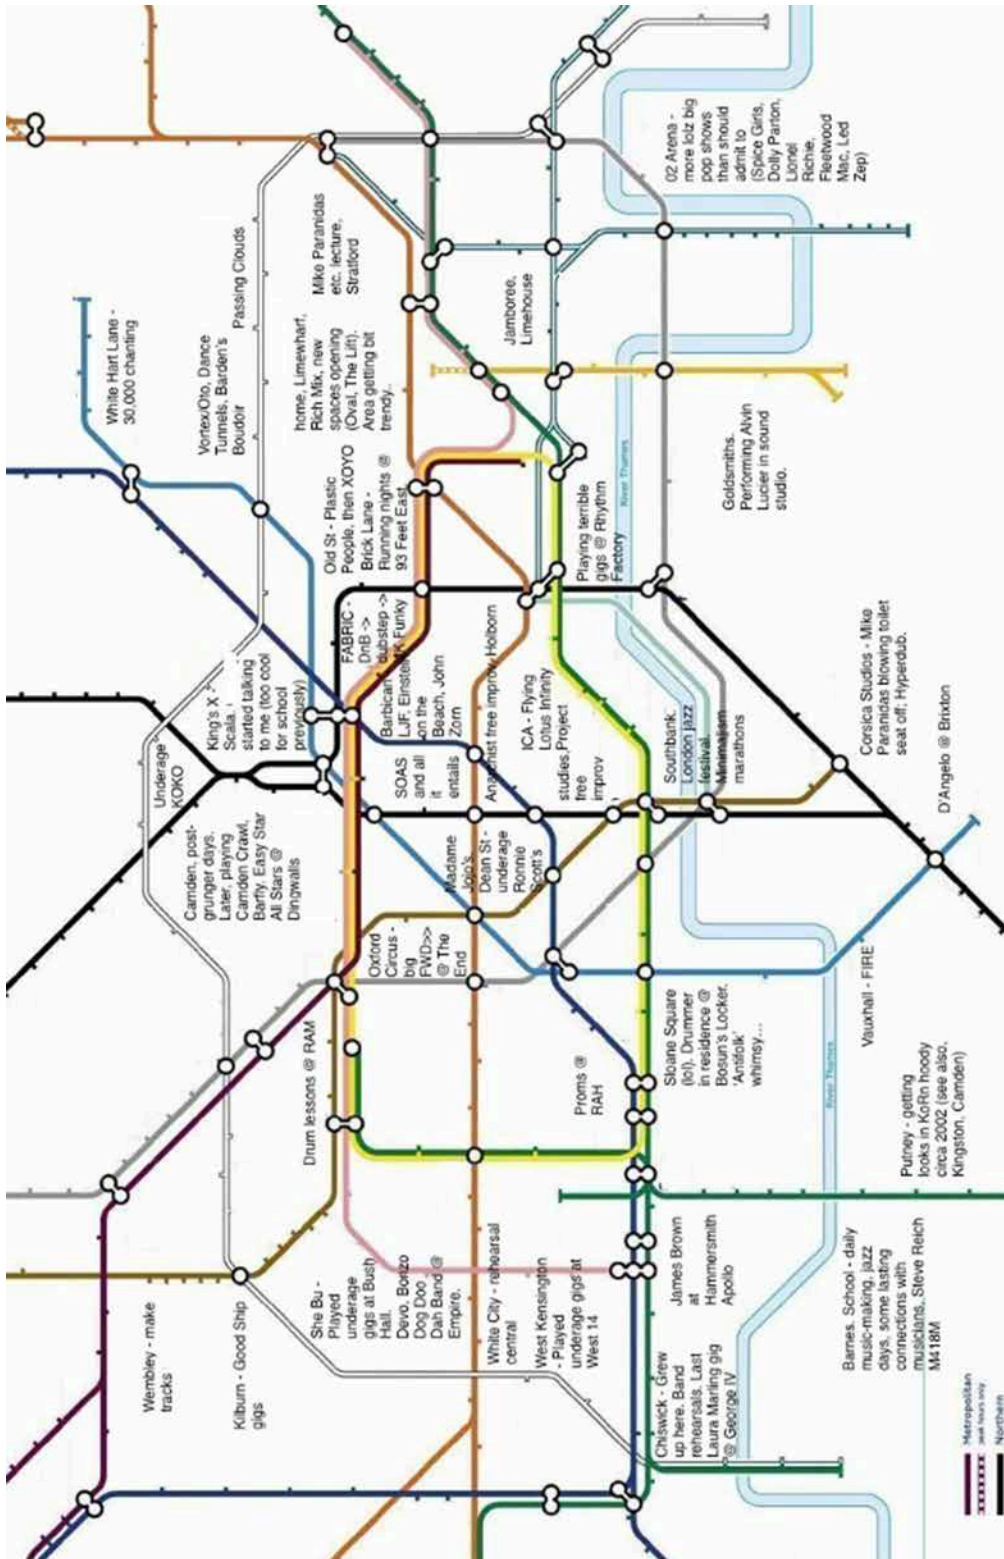 White Hart Lane -
30,000 chanting
Vortex/Oto, Dance
Tunnels, Barden's
Boudoir
Passing Clouds
home, Limewharf,
Rich Mix, new
spaces opening
(Oval, The Lift).
Area getting bit
trendy..
Mike Paranidas
etc. lecture,
Stratford
Old St - Plastic
People, then XOYO
Brick Lane -
Running nights @
93 Feet East
Jamboree,
Limehouse
02 Arena -
more lolz big
pop shows
than should
admit to
(Spice Girls,
Dolly Parton,
Lionel
Richie,
Fleetwood
Mac, Led
Zep)
Underage
KOKO
King's X -
Scala,
started talking
to me (too cool
for school
previously)
FABRIC -
DnB ->
dubstep ->
UK Funky
Barbican
LJF, Einstein
on the
Beach, John
Zorn
SOAS
and all
it
entails
Anarchist free improv Holborn
ICA - Flying
Lotus Infinity
Project
studies,
free
improv
Playing terrible
gigs @ Rhythm
Factory
River Thames
Goldsmiths.
Performing Alvin
Lucier in sound
studio.
Camden, post-
grunger days.
Later, playing
Camden Crawl,
Barfly, Easy Star
All Stars @
Dingwalls
Oxford
Circus -
big
FWD>>
@ The
End
Madame
Jojo's.
Dean St -
underage
Ronnie
Scott's
Southbank
London jazz
festival.
Minimalism
marathons
Corsica Studios - Mike
Paranidas blowing toilet
seat off; Hyperdub.
D'Angelo @ Brixton
Drum lessons @ RAM
Proms @
RAH
Sloane Square
(lol). Drummer
in residence @
Bosun's Locker.
'Antifolk'
whimsy...
Vauxhall - FIRE
River Thames
Putney - getting
looks in KoRn hoody
circa 2002 (see also,
Kingston, Camden)
Wembley - make
tracks
Kilburn - Good Ship
gigs
She Bu -
Played
underage
gigs at Bush
Hall.
Devo, Bonzo
Dog Doo
Dah Band @
Empire.
White City - rehearsal
central
West Kensington
- Played
underage gigs at
West 14
James Brown
at
Hammersmith
Apollo
Chiswick - Grew
up here. Band
rehearsals. Last
Laura Marling gig
@ George IV
Barnes. School - daily
music-making, jazz
days, some lasting
connections with
musicians, Steve Reich
M418M
Metropolitan
peak hours only
Northern